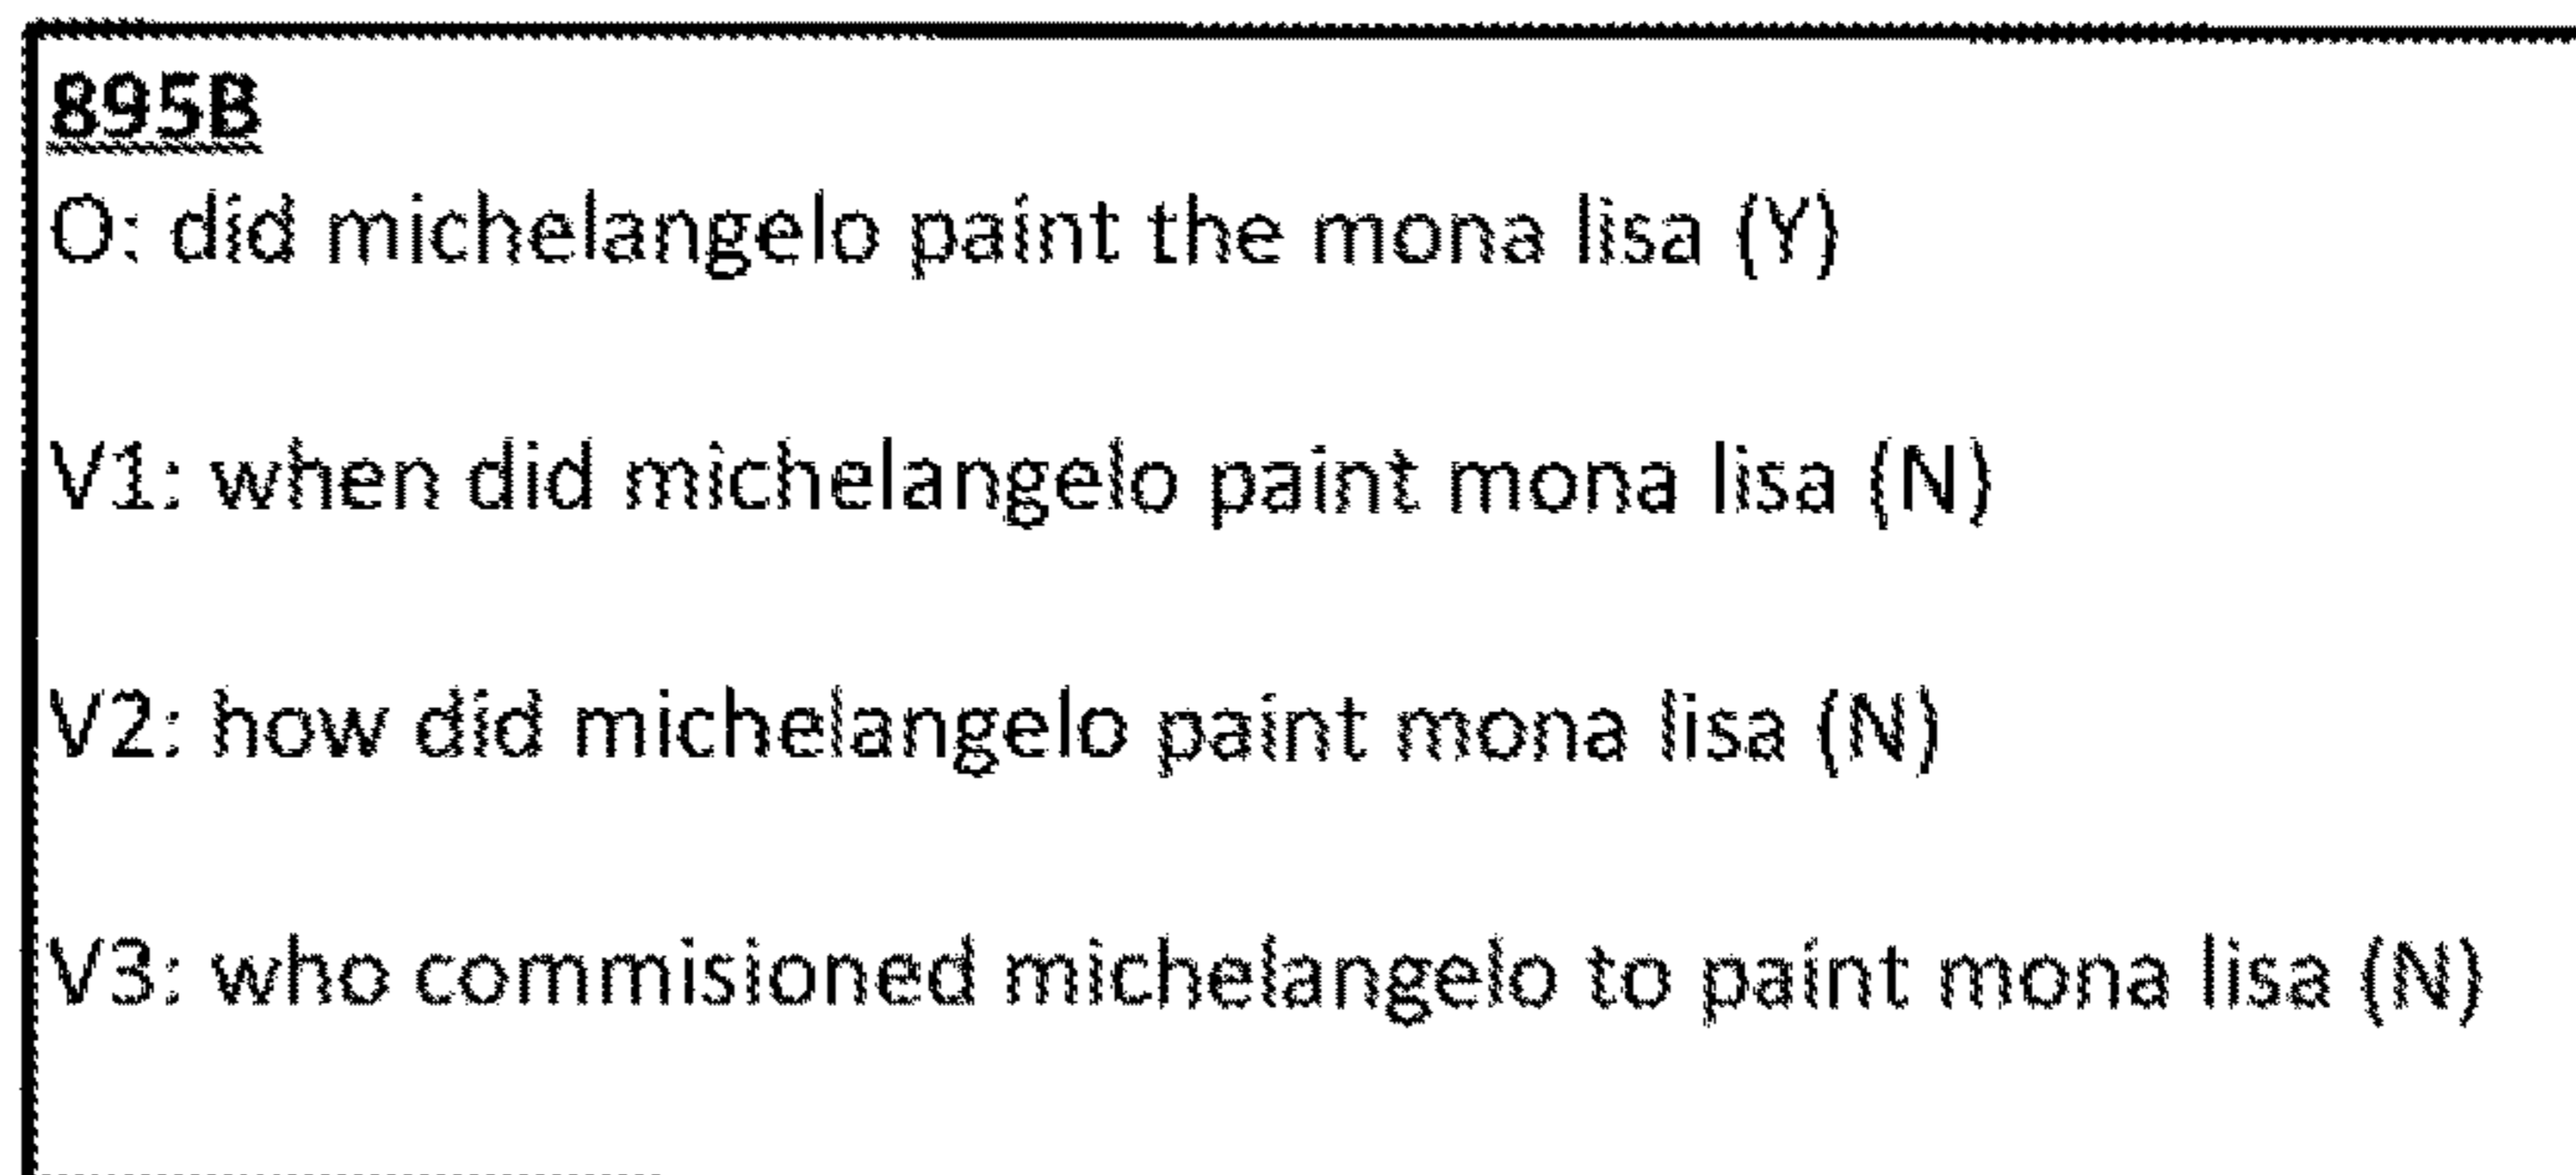 895B
O: did michelangelo paint the mona lisa (Y)
V1: when did michelangelo paint mona lisa (N)
V2: how did michelangelo paint mona lisa (N)
V3: who commisioned michelangelo to paint mona lisa (N)